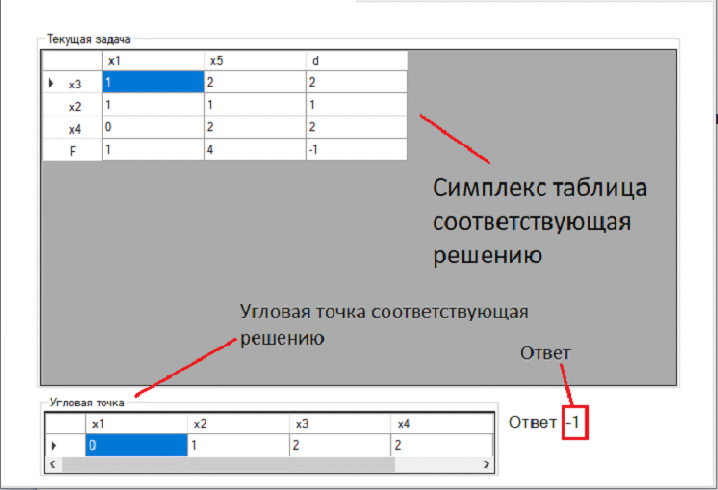 Текущая задача
x1 x5 d
x3 1 2 2
x2 1 1 1
x4 0 2 2
F 1 4 -1
Симплекс таблица
соответствующая
решению
Угловая точка соответствующая
решению
Ответ
Угловая точка
x1 x2 x3 x4
0 1 2 2
Ответ -1